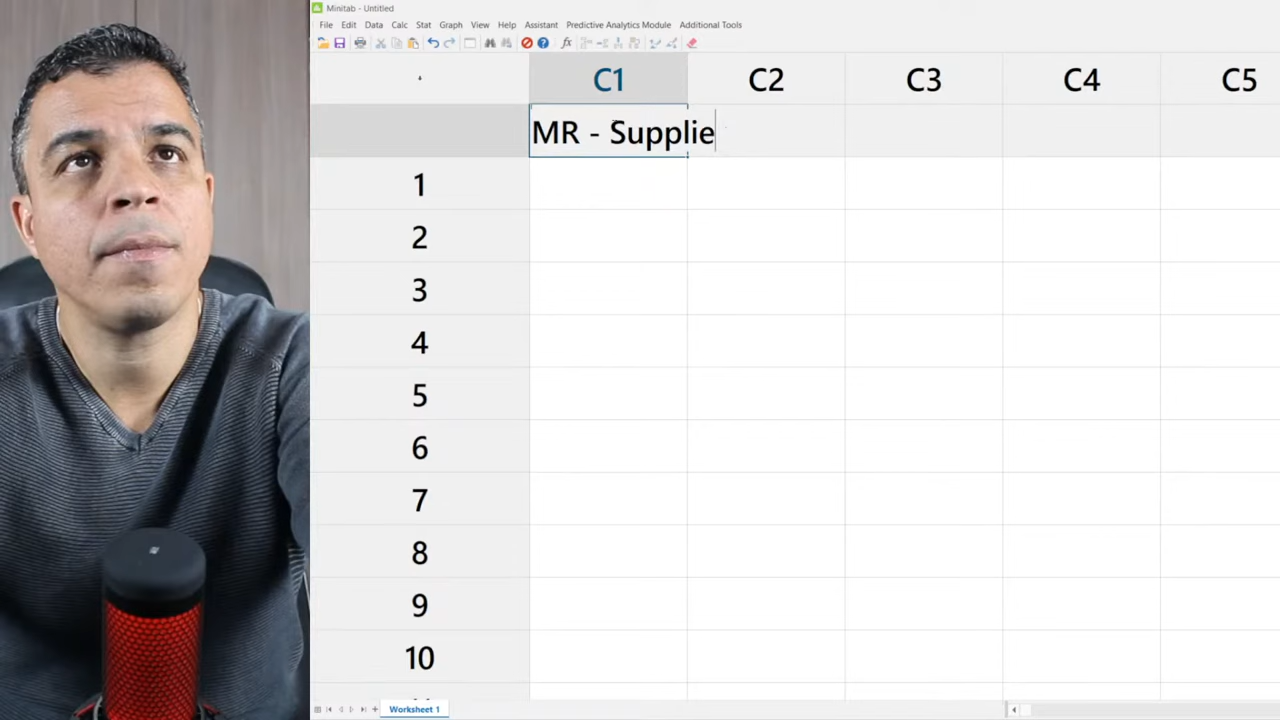 Minitab - Untitled
File Edit Data Calc Stat Graph View Help Assistant Predictive Analytics Module Additional Tools
C1 C2 C3 C4 C5
MR - Supplie
1
2
3
4
5
6
7
8
9
10
Worksheet 1